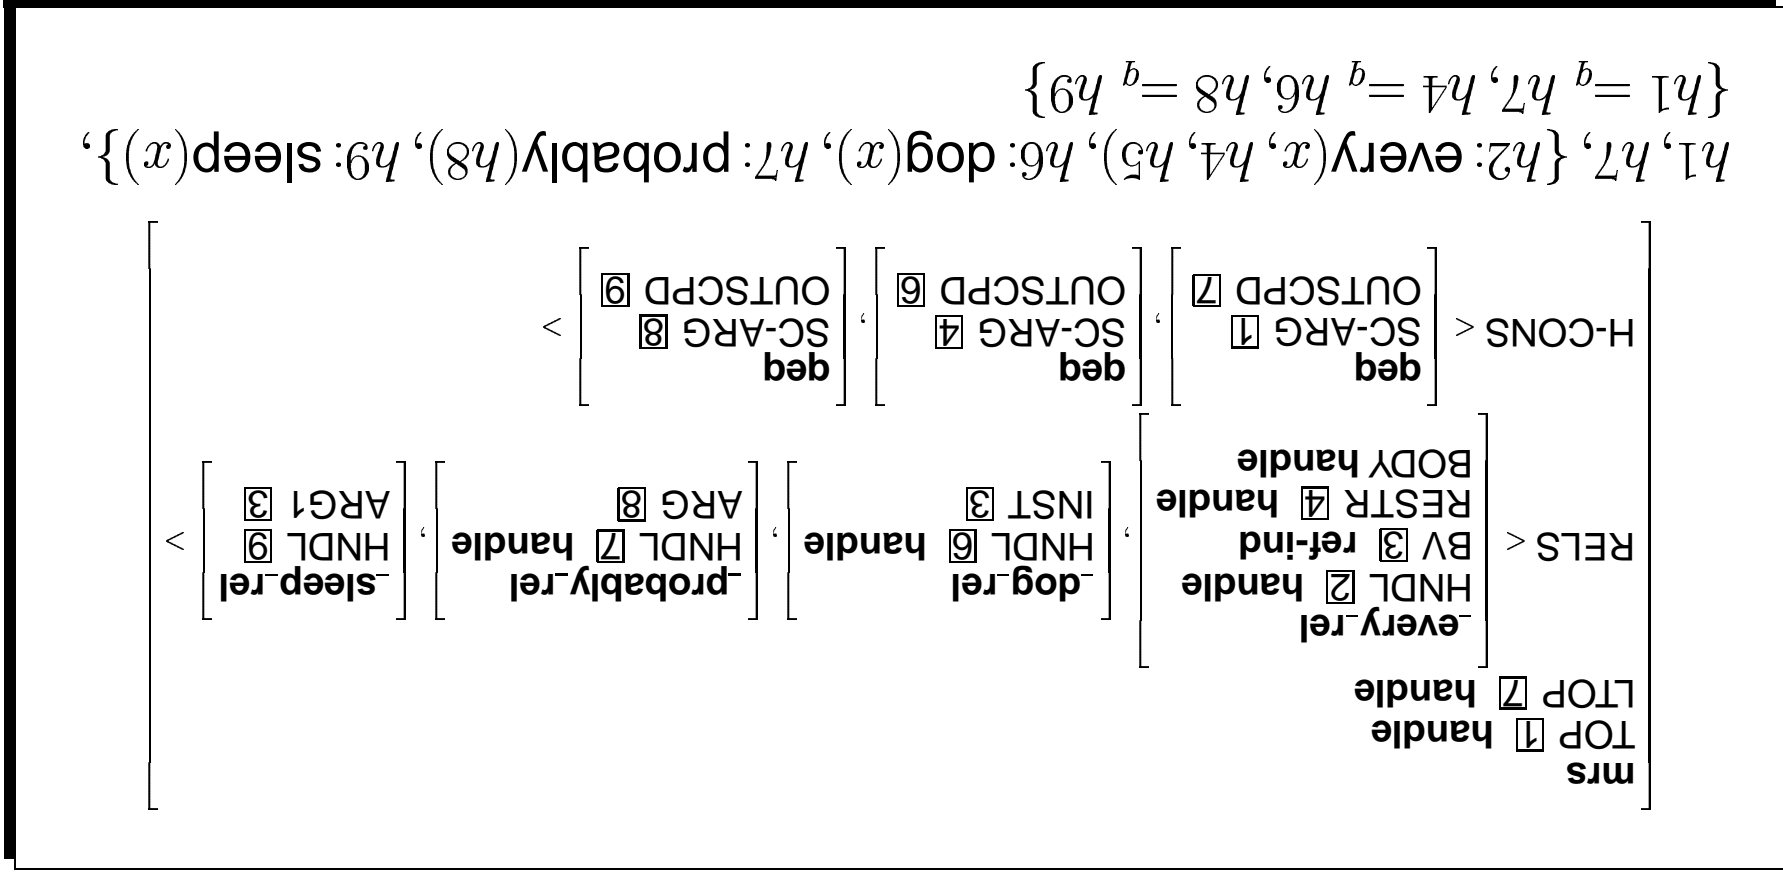 mrs
TOP 1 handle
LTOP 7 handle
_every_rel
HNDL 2 handle _dog_rel _probably_rel _sleep_rel
RELS < BV 3 ref-ind , HNDL 6 handle , HNDL 7 handle , HNDL 9 >
RESTR 4 handle INST 3 ARG 8 ARG1 3
BODY handle
qeq qeq qeq
H-CONS < SC-ARG 1 , SC-ARG 4 , SC-ARG 8 >
OUTSCPD 7 OUTSCPD 6 OUTSCPD 9
h1, h7, {h2: every(x, h4, h5), h6: dog(x), h7: probably(h8), h9: sleep(x)},
{h1 =q h7, h4 =q h6, h8 =q h9}